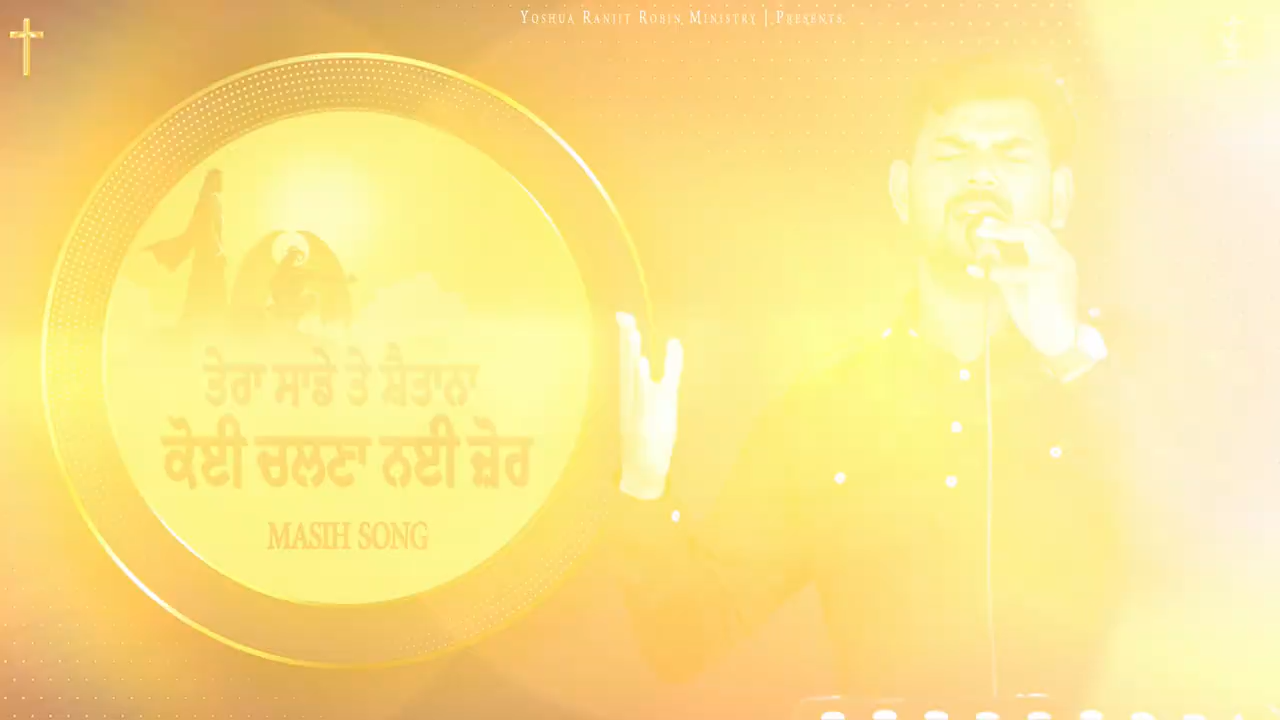 Yoshua Ranjit Robin Ministry | Presents
ਤੇਰਾ ਸਾਡੇ ਤੇ ਸ਼ੈਤਾਨਾ
ਕੋਈ ਚਲਣਾ ਨਈ ਜ਼ੋਰ
MASIH SONG